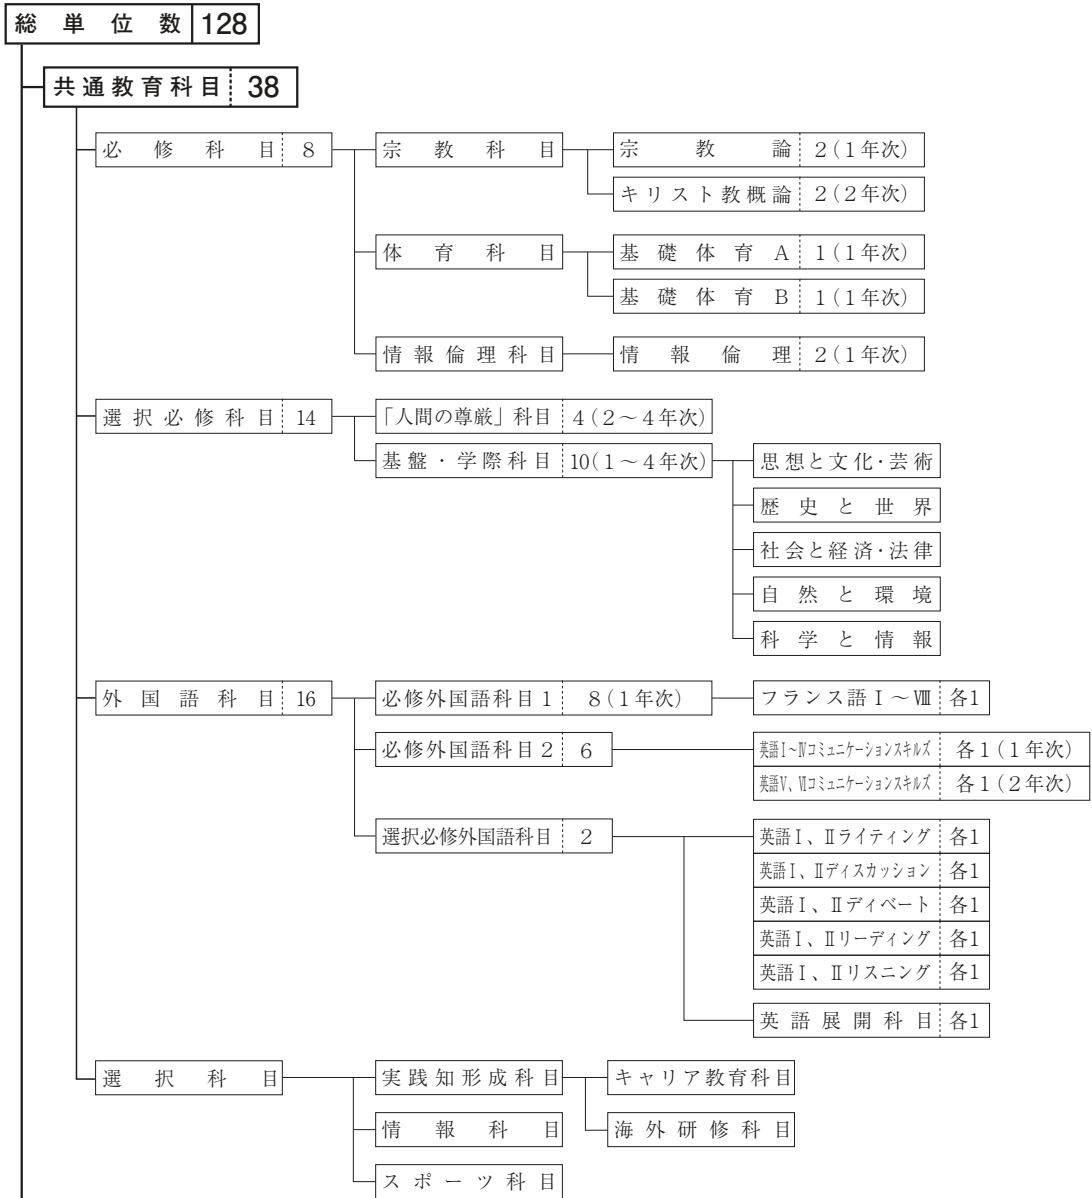 総単位数 128
共通教育科目 38
必修科目 8
宗教科目
宗教論 2(1年次)
キリスト教概論 2(2年次)
体育科目
基礎体育A 1(1年次)
基礎体育B 1(1年次)
情報倫理科目
情報倫理 2(1年次)
選択必修科目 14
「人間の尊厳」科目 4(2～4年次)
基盤・学際科目 10(1～4年次)
思想と文化・芸術
歴史と世界
社会と経済・法律
自然と環境
科学と情報
外国語科目 16
必修外国語科目1 8(1年次)
フランス語Ⅰ～Ⅷ 各1
必修外国語科目2 6
英語Ⅰ～Ⅳコミュニケーションスキルズ 各1(1年次)
英語Ⅴ、Ⅵコミュニケーションスキルズ 各1(2年次)
選択必修外国語科目 2
英語Ⅰ、Ⅱライティング 各1
英語Ⅰ、Ⅱディスカッション 各1
英語Ⅰ、Ⅱディベート 各1
英語Ⅰ、Ⅱリーディング 各1
英語Ⅰ、Ⅱリスニング 各1
英語展開科目 各1
選択科目
実践知形成科目
キャリア教育科目
海外研修科目
情報科目
スポーツ科目